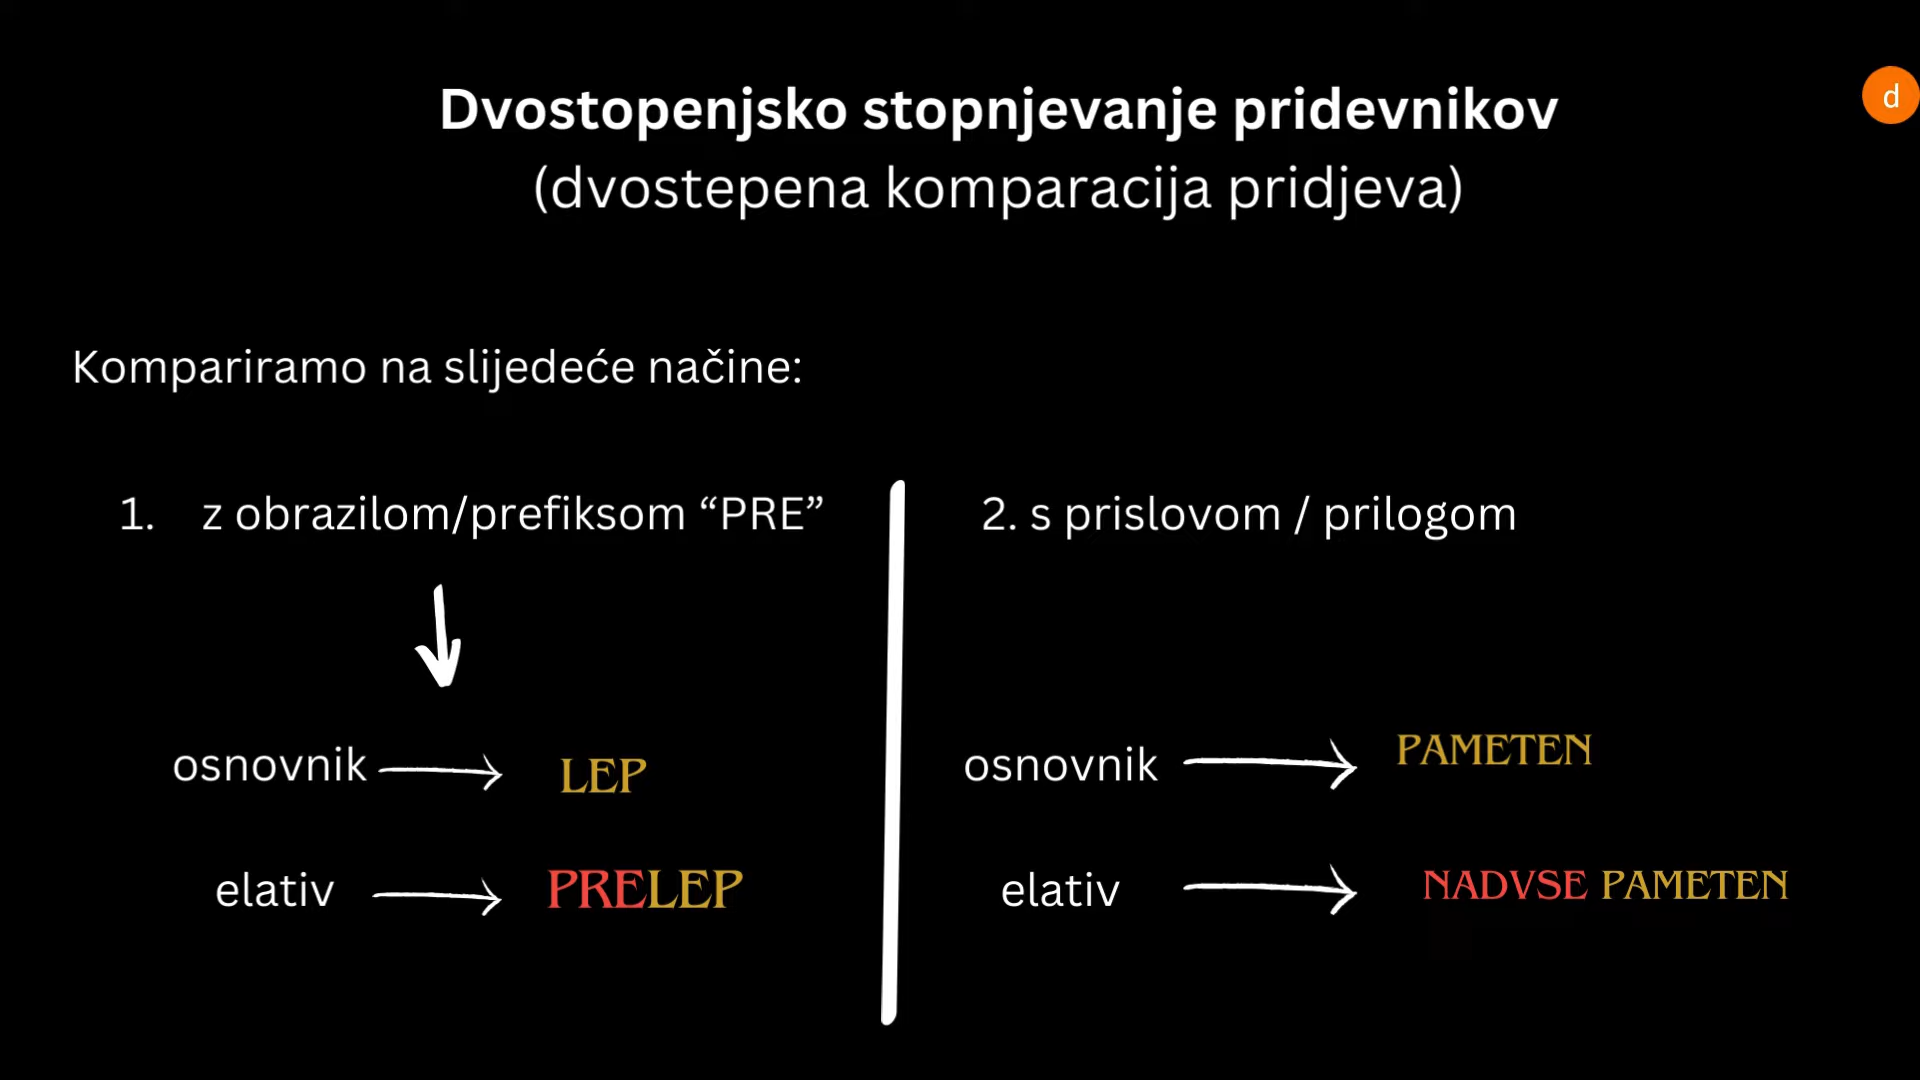 Dvostopenjsko stopnjevanje pridevnikov
(dvostepena komparacija pridjeva)
d
Kompariramo na slijedeće načine:
1. z obrazilom/prefiksom “PRE”
osnovnik LEP
elativ PRELEP
2. s prislovom / prilogom
osnovnik PAMETEN
elativ NADVSE PAMETEN